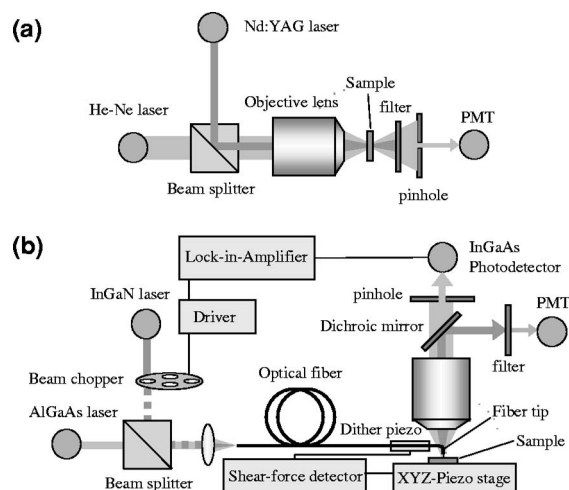 (a)
Nd:YAG laser
He-Ne laser
Objective lens
Sample
filter
PMT
Beam splitter
pinhole
(b)
Lock-in-Amplifier
InGaAs
Photodetector
InGaN laser
Driver
pinhole
Dichroic mirror
PMT
Beam chopper
Optical fiber
filter
AlGaAs laser
Dither piezo
Fiber tip
Sample
Beam splitter
Shear-force detector
XYZ-Piezo stage